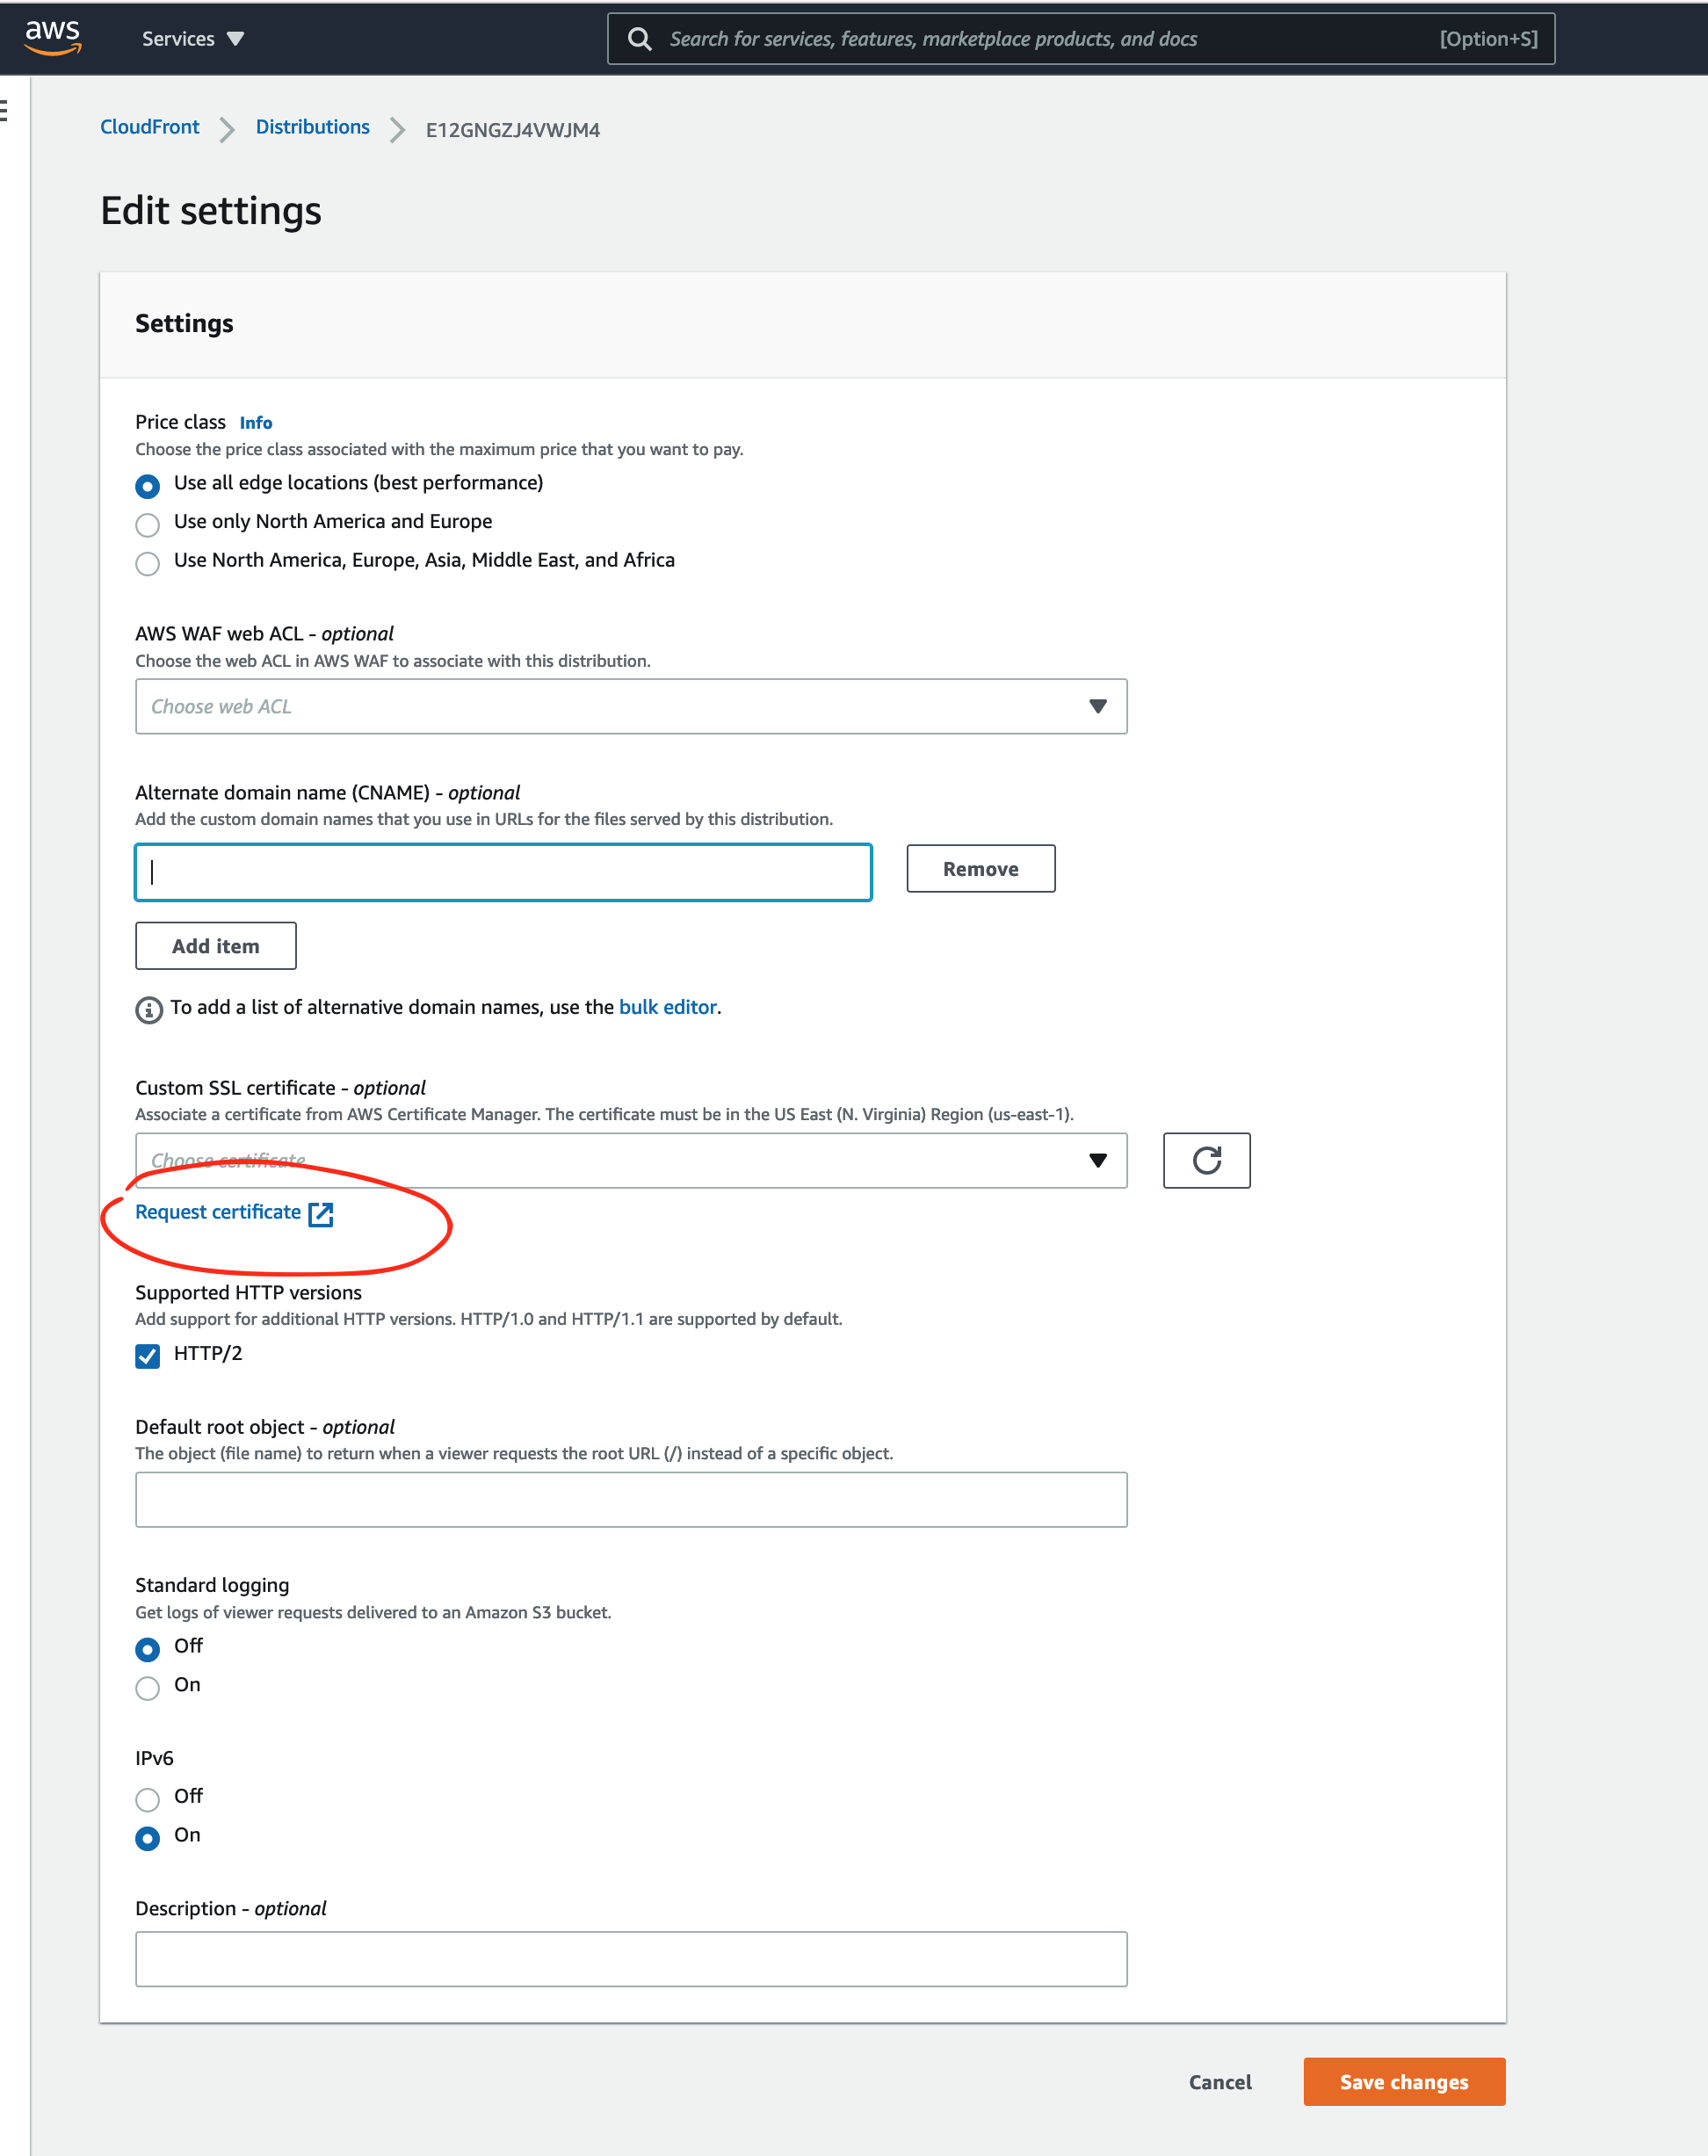 aws
Services
Search for services, features, marketplace products, and docs [Option+S]
CloudFront
Distributions
E12GNGZJ4VWJM4
Edit settings
Settings
Price class Info
Choose the price class associated with the maximum price that you want to pay.
Use all edge locations (best performance)
Use only North America and Europe
Use North America, Europe, Asia, Middle East, and Africa
AWS WAF web ACL - optional
Choose the web ACL in AWS WAF to associate with this distribution.
Choose web ACL
Alternate domain name (CNAME) - optional
Add the custom domain names that you use in URLs for the files served by this distribution.
Remove
Add item
To add a list of alternative domain names, use the bulk editor.
Custom SSL certificate - optional
Associate a certificate from AWS Certificate Manager. The certificate must be in the US East (N. Virginia) Region (us-east-1).
Choose certificate
Request certificate
Supported HTTP versions
Add support for additional HTTP versions. HTTP/1.0 and HTTP/1.1 are supported by default.
HTTP/2
Default root object - optional
The object (file name) to return when a viewer requests the root URL (/) instead of a specific object.
Standard logging
Get logs of viewer requests delivered to an Amazon S3 bucket.
Off
On
IPv6
Off
On
Description - optional
Cancel
Save changes